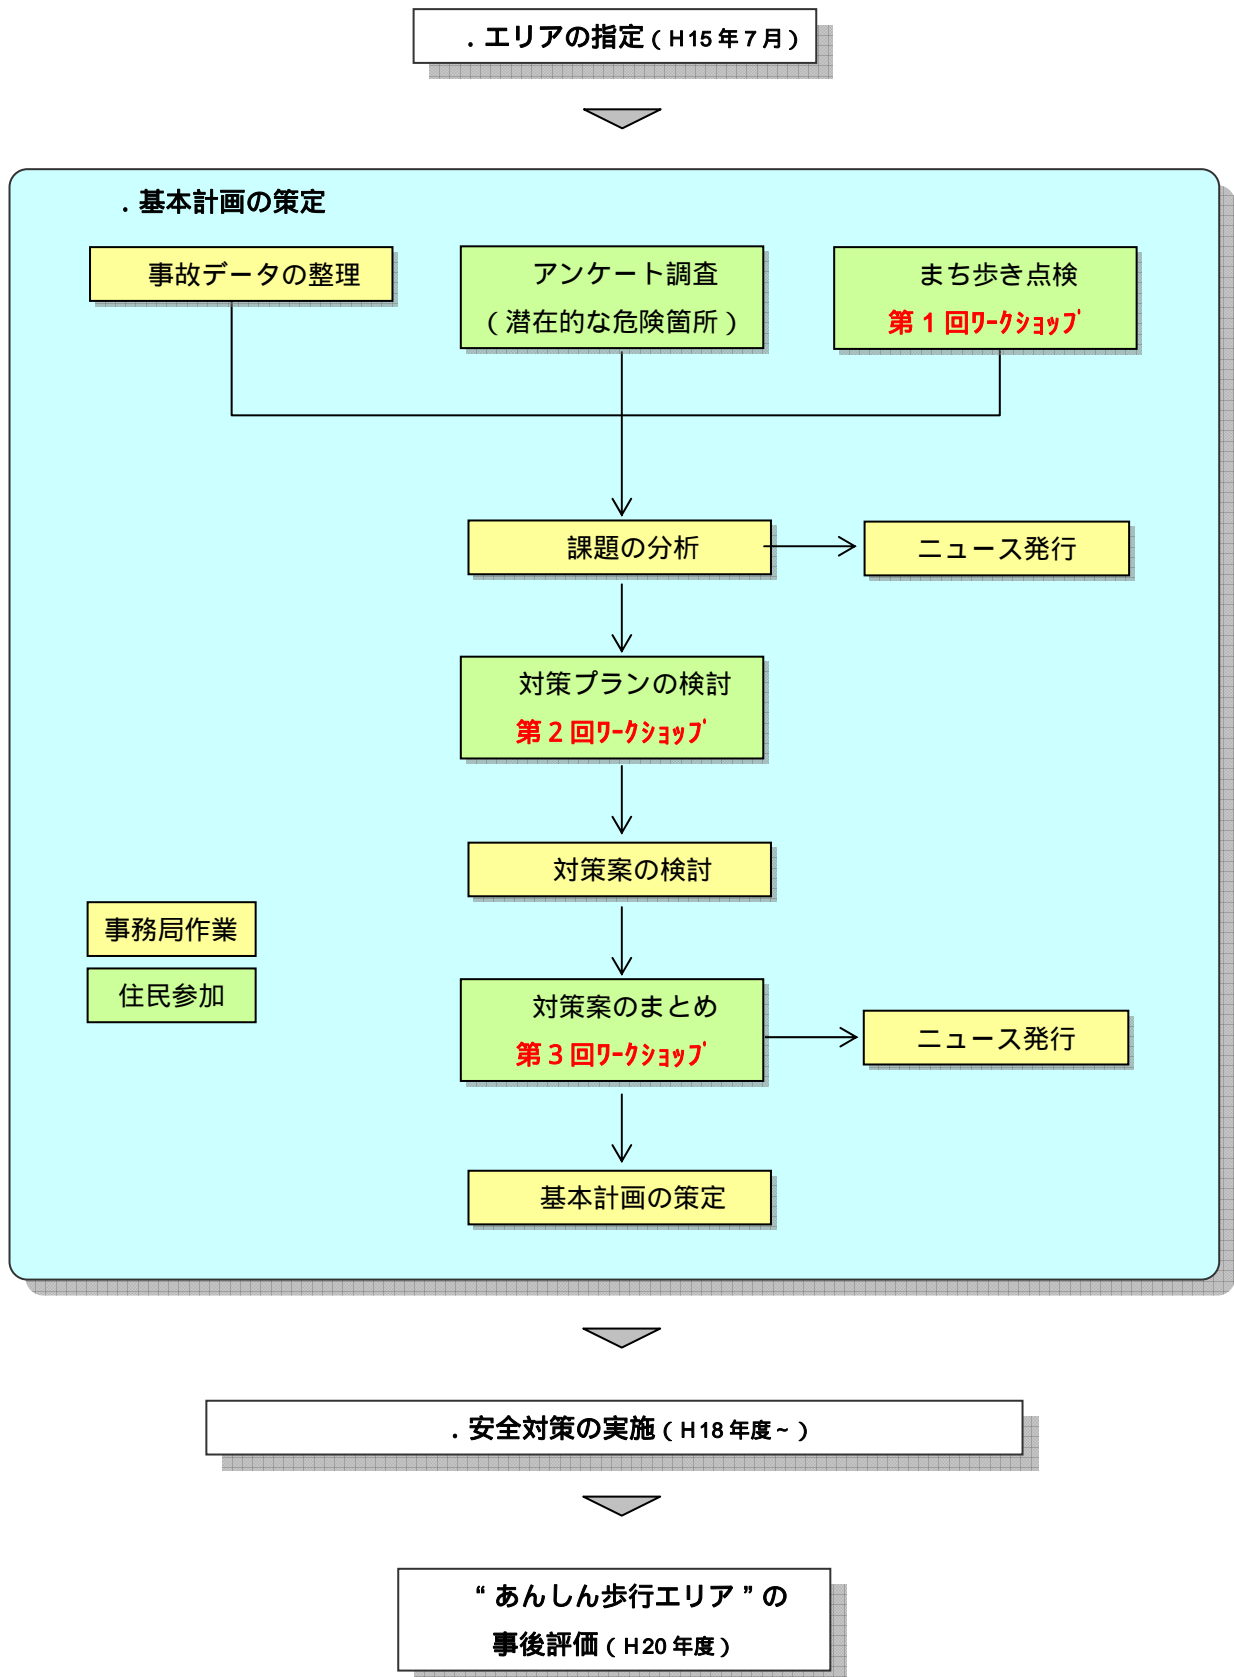 ．エリアの指定（H15年７月）
．基本計画の策定
事故データの整理
アンケート調査
（潜在的な危険箇所）
まち歩き点検
第１回ﾜｰｸｼｮｯﾌﾟ
課題の分析
ニュース発行
対策プランの検討
第２回ﾜｰｸｼｮｯﾌﾟ
対策案の検討
事務局作業
住民参加
対策案のまとめ
第３回ﾜｰｸｼｮｯﾌﾟ
ニュース発行
基本計画の策定
．安全対策の実施（H18年度~）
“あんしん歩行エリア”の
事後評価（H20年度）